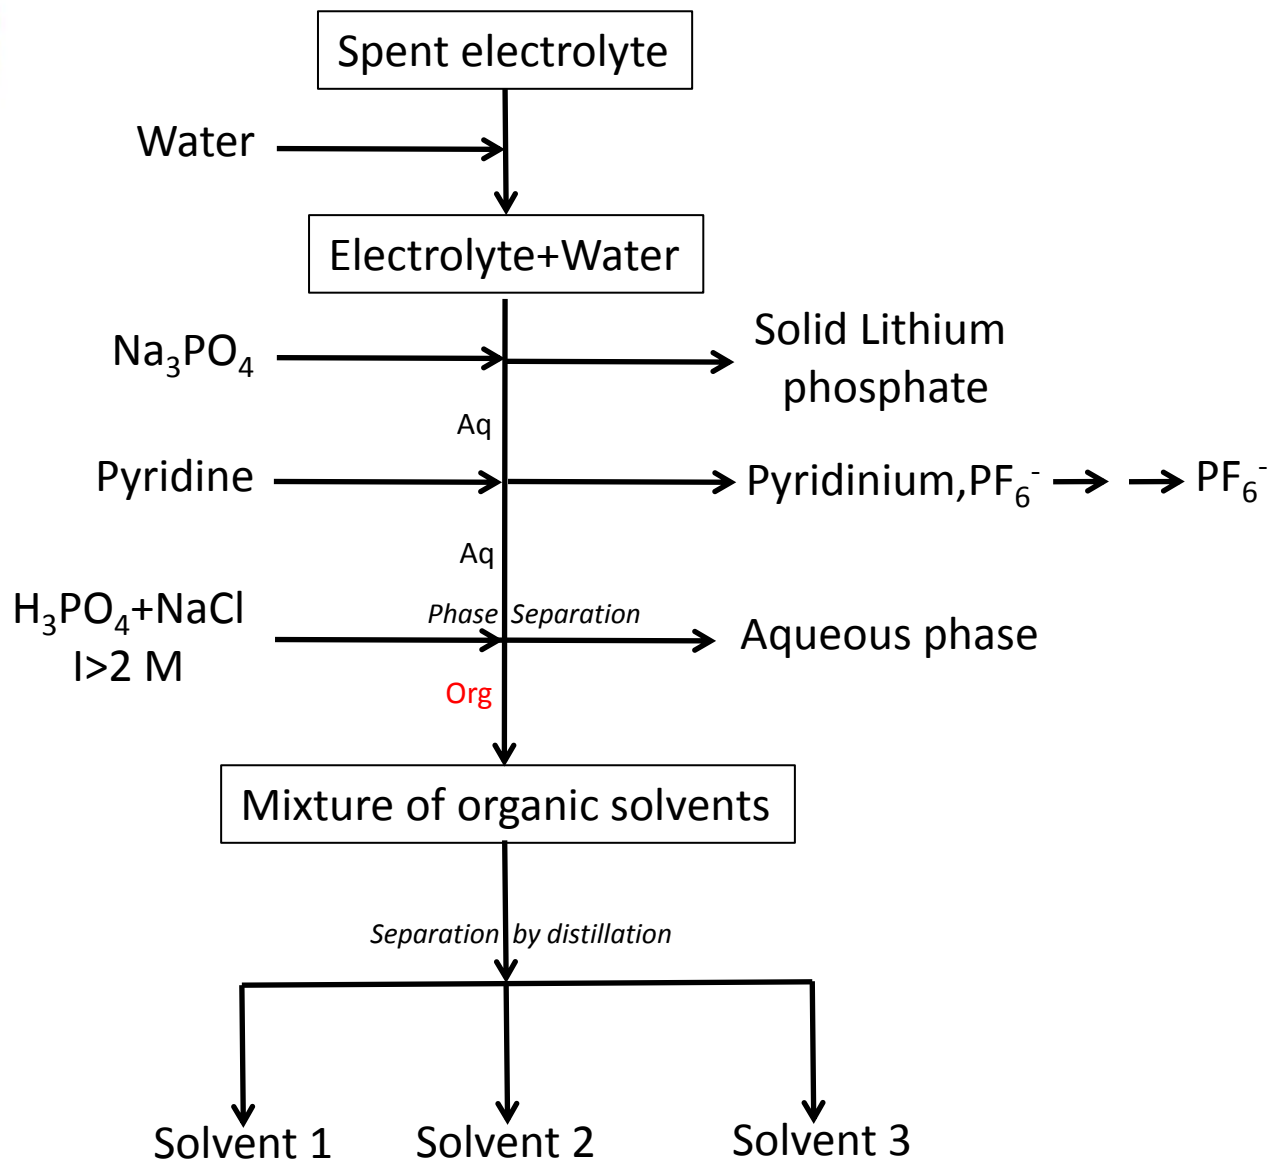 Spent electrolyte
Water
Electrolyte+Water
Na₃PO₄
Solid Lithium
phosphate
Aq
Pyridine
Pyridinium,PF₆⁻
PF₆⁻
Aq
H₃PO₄+NaCl
I>2 M
Phase Separation
Aqueous phase
Org
Mixture of organic solvents
Separation by distillation
Solvent 1
Solvent 2
Solvent 3